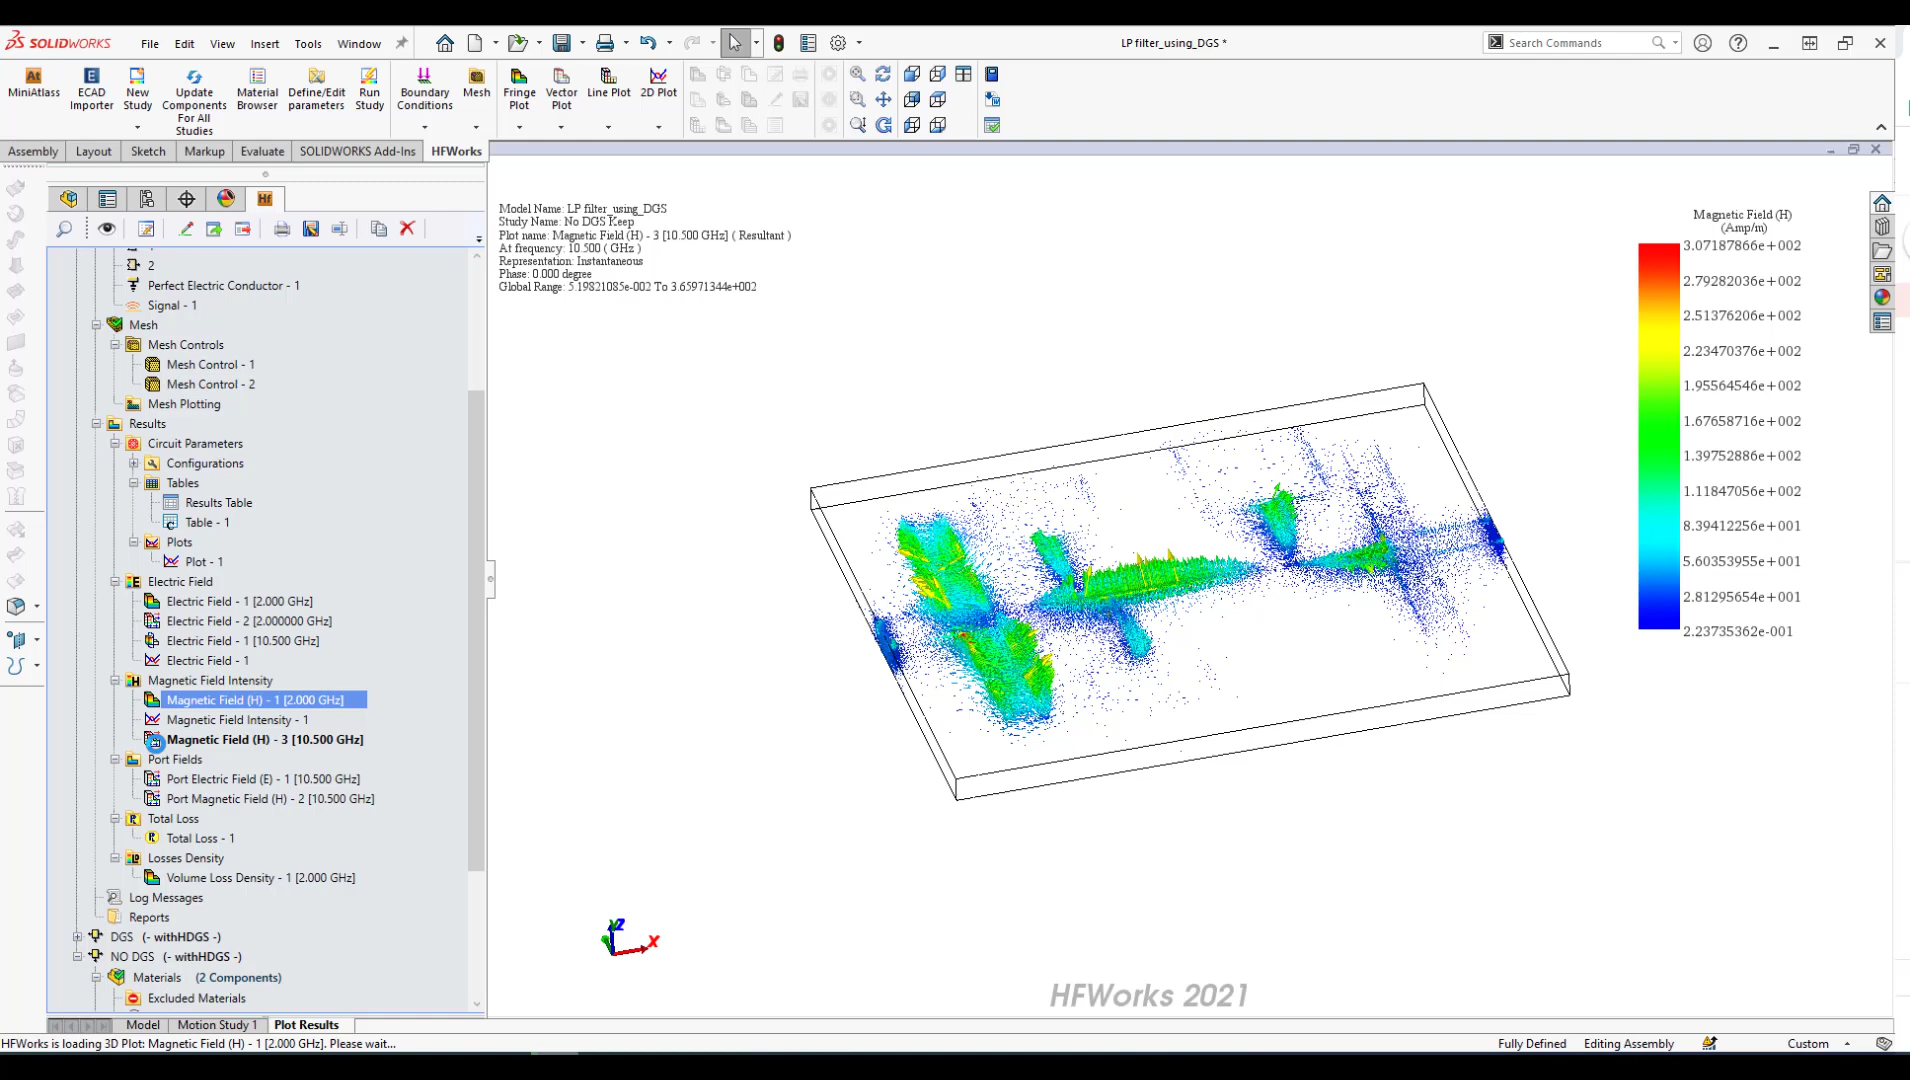 SOLIDWORKS
File Edit View Insert Tools Window
LP filter_using_DGS *
Search Commands
MiniAtlass
ECAD Importer
New Study
Update Components For All Studies
Material Browser
Define/Edit parameters
Run Study
Boundary Conditions
Mesh
Fringe Plot
Vector Plot
Line Plot
2D Plot
Assembly Layout Sketch Markup Evaluate SOLIDWORKS Add-Ins HFWorks
2
Perfect Electric Conductor - 1
Signal - 1
Mesh
Mesh Controls
Mesh Control - 1
Mesh Control - 2
Mesh Plotting
Results
Circuit Parameters
Configurations
Tables
Results Table
Table - 1
Plots
Plot - 1
Electric Field
Electric Field - 1 [2.000 GHz]
Electric Field - 2 [2.000000 GHz]
Electric Field - 1 [10.500 GHz]
Electric Field - 1
Magnetic Field Intensity
Magnetic Field (H) - 1 [2.000 GHz]
Magnetic Field Intensity - 1
Magnetic Field (H) - 3 [10.500 GHz]
Port Fields
Port Electric Field (E) - 1 [10.500 GHz]
Port Magnetic Field (H) - 2 [10.500 GHz]
Total Loss
Total Loss - 1
Losses Density
Volume Loss Density - 1 [2.000 GHz]
Log Messages
Reports
DGS (- withHDGS -)
NO DGS (- withHDGS -)
Materials (2 Components)
Excluded Materials
Model Name: LP filter_using_DGS
Study Name: No DGS Keep
Plot name: Magnetic Field (H) - 3 [10.500 GHz] ( Resultant )
At frequency: 10.500 ( GHz )
Representation: Instantaneous
Phase: 0.000 degree
Global Range: 5.19821085e-002 To 3.65971344e+002
Magnetic Field (H)
(Amp/m)
3.07187866e+002
2.79282036e+002
2.51376206e+002
2.23470376e+002
1.95564546e+002
1.67658716e+002
1.39752886e+002
1.11847056e+002
8.39412256e+001
5.60353955e+001
2.81295654e+001
2.23735362e-001
Z
X
HFWorks 2021
Model Motion Study 1 Plot Results
HFWorks is loading 3D Plot: Magnetic Field (H) - 1 [2.000 GHz]. Please wait...
Fully Defined Editing Assembly Custom